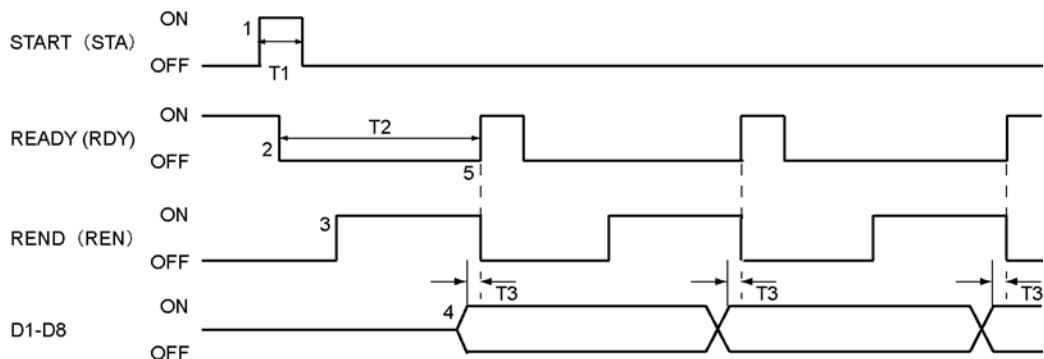 ON
START (STA) 1
OFF T1
ON
READY (RDY) T2
2
OFF 5
ON
REND (REN) 3
OFF
T3 T3 T3
ON
4
D1-D8
OFF